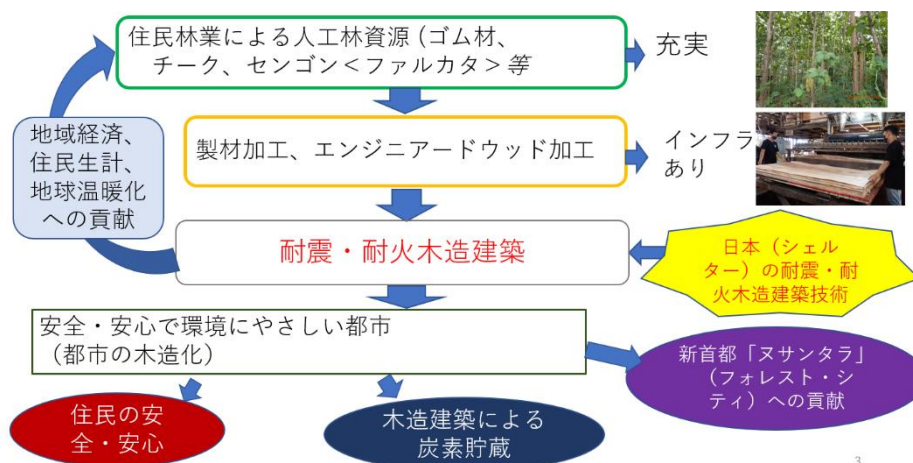 住民林業による人工林資源 (ゴム材、
チーク、センゴン<ファルカタ> 等
充実
地域経済、
住民生計、
地球温暖化
への貢献
製材加工、エンジニアードウッド加工
インフラ
あり
耐震・耐火木造建築
日本（シェル
ター）の耐震・耐
火木造建築技術
安全・安心で環境にやさしい都市
（都市の木造化）
新首都「ヌサンタラ」
（フォレスト・シ
ティ）への貢献
住民の安
全・安心
木造建築による
炭素貯蔵
3